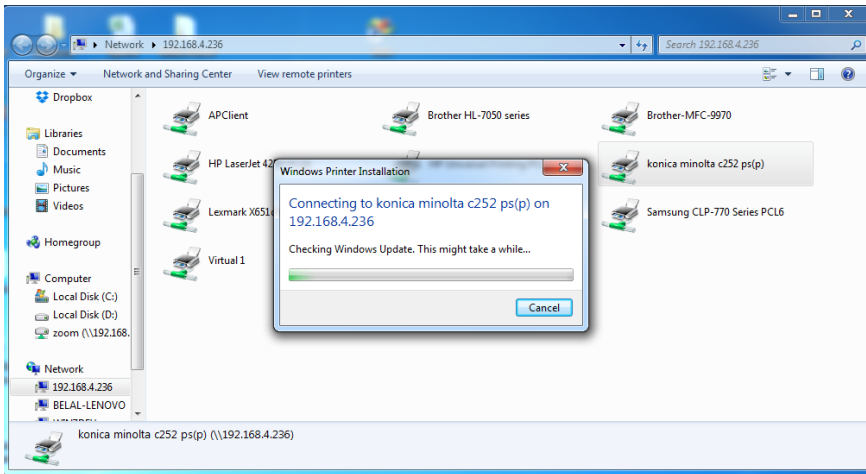 Network ▸ 192.168.4.236
Search 192.168.4.236
Organize
Network and Sharing Center
View remote printers
Dropbox
Libraries
Documents
Music
Pictures
Videos
Homegroup
Computer
Local Disk (C:)
Local Disk (D:)
zoom (\\192.168.
Network
192.168.4.236
BELAL-LENOVO
APClient
Brother HL-7050 series
Brother-MFC-9970
HP LaserJet 42
konica minolta c252 ps(p)
Lexmark X651
Samsung CLP-770 Series PCL6
Virtual 1
Windows Printer Installation
Connecting to konica minolta c252 ps(p) on
192.168.4.236
Checking Windows Update. This might take a while...
Cancel
konica minolta c252 ps(p) (\\192.168.4.236)